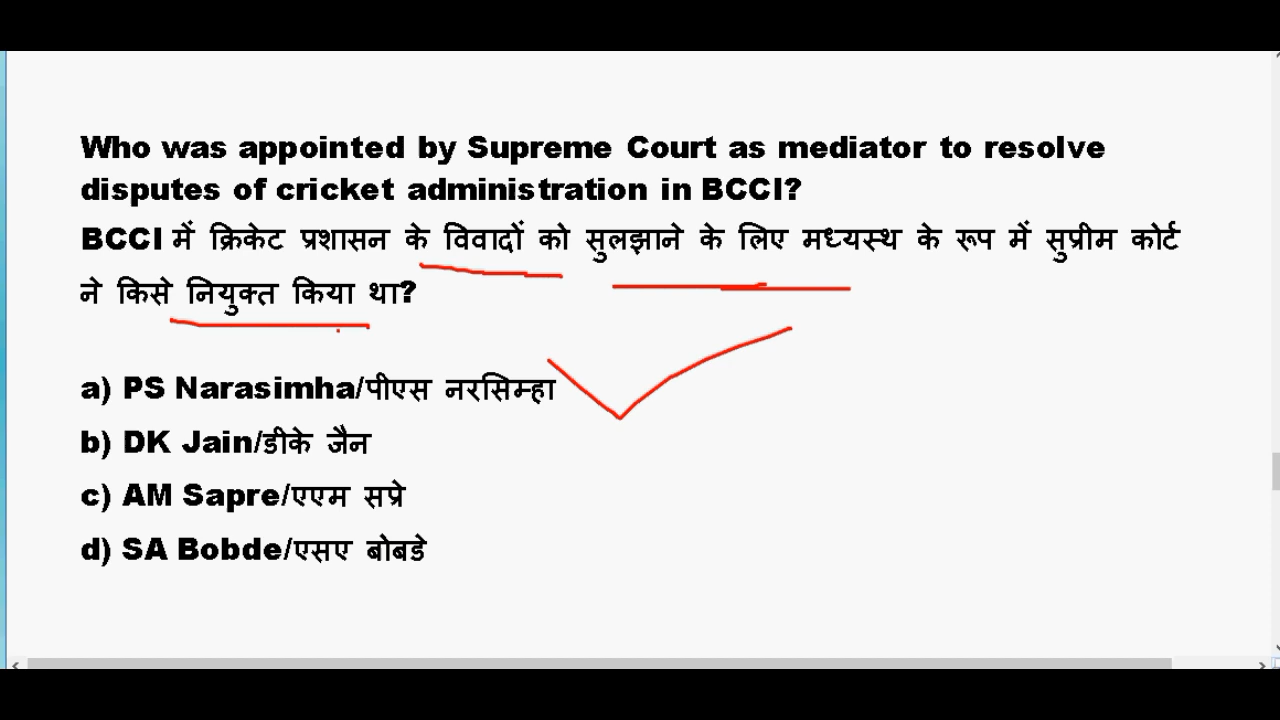 Who was appointed by Supreme Court as mediator to resolve
disputes of cricket administration in BCCI?
BCCI में क्रिकेट प्रशासन के विवादों को सुलझाने के लिए मध्यस्थ के रूप में सुप्रीम कोर्ट
ने किसे नियुक्त किया था?
a) PS Narasimha/पीएस नरसिम्हा
b) DK Jain/डीके जैन
c) AM Sapre/एएम सप्रे
d) SA Bobde/एसए बोबडे